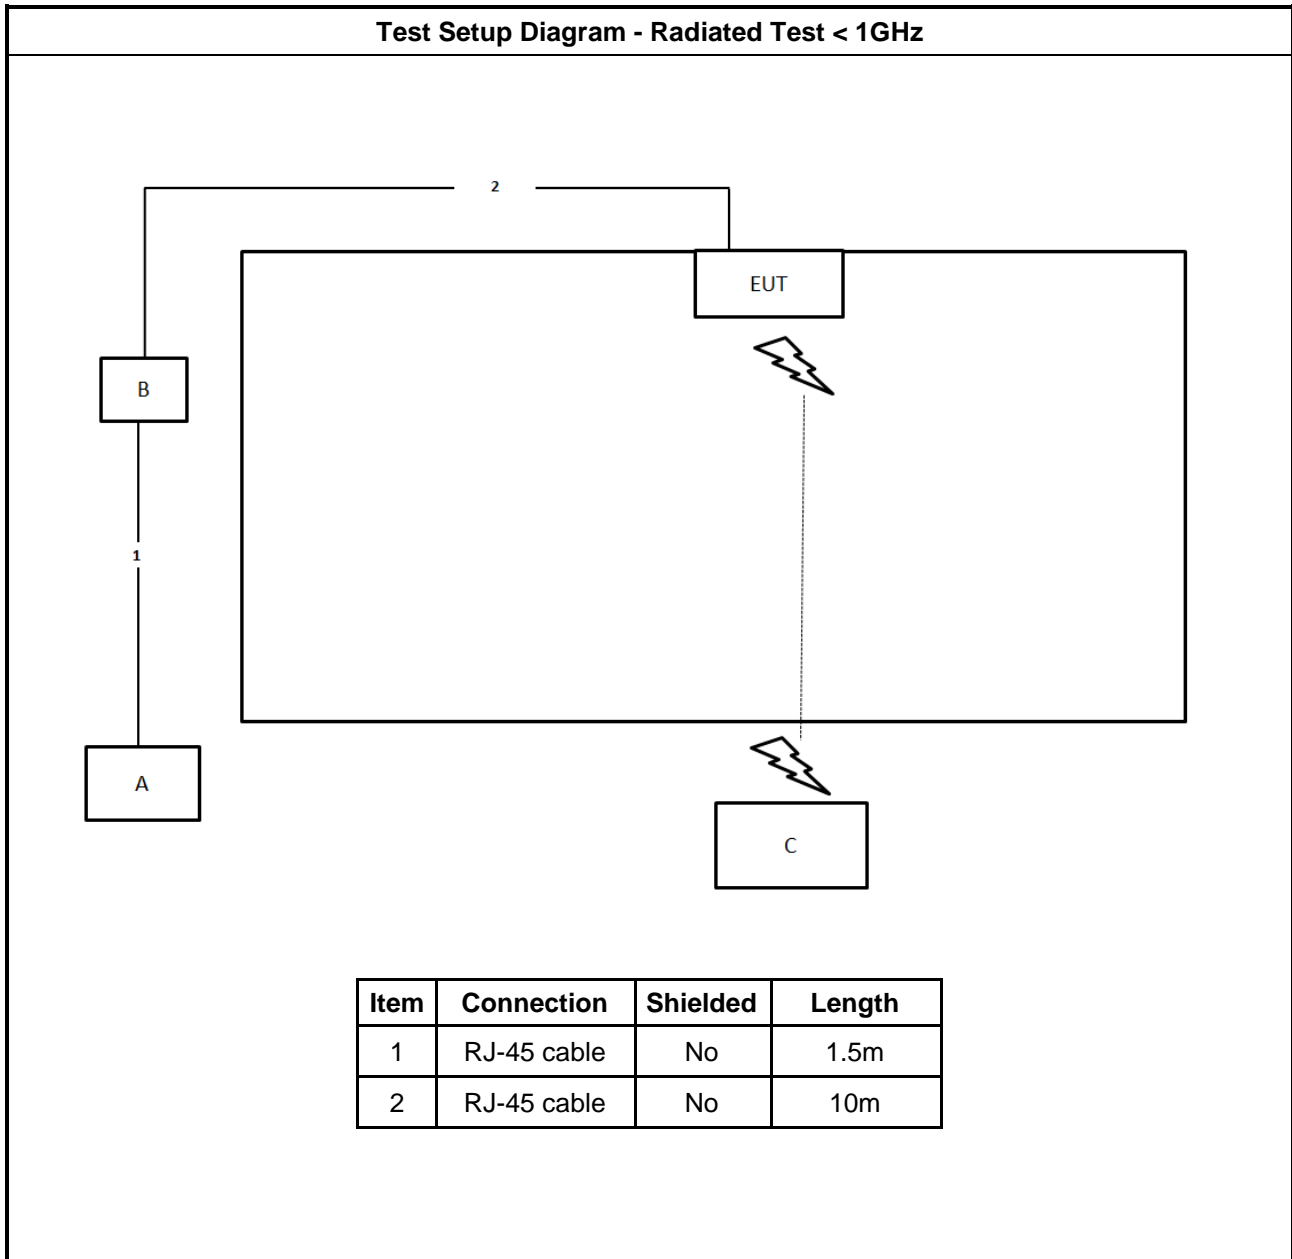 Test Setup Diagram - Radiated Test < 1GHz
2
EUT
B
1
A
C
Item Connection Shielded Length
1 RJ-45 cable No 1.5m
2 RJ-45 cable No 10m